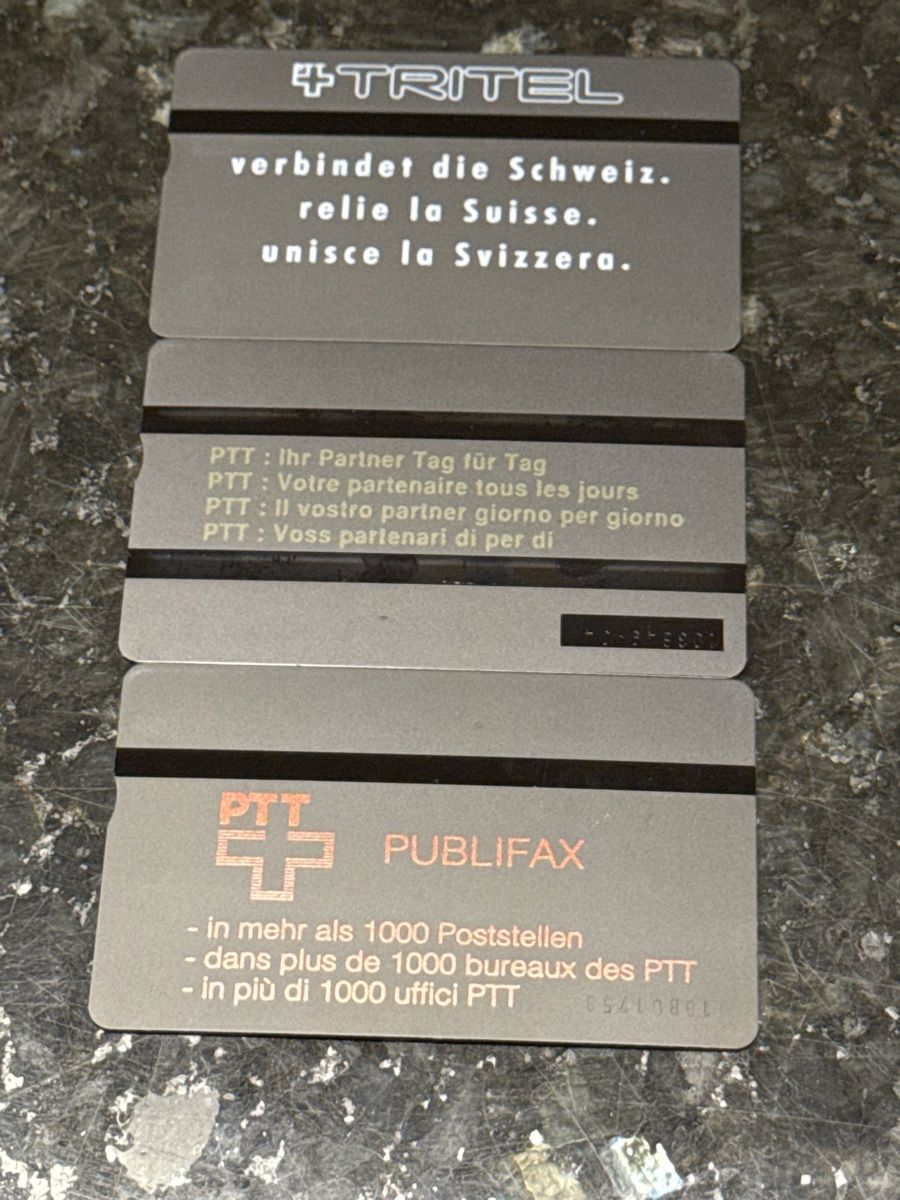 PTT TRITEL
verbindet die Schweiz.
relie la Suisse.
unisce la Svizzera.
PTT : Ihr Partner Tag für Tag
PTT : Votre partenaire tous les jours
PTT : Il vostro partner giorno per giorno
PTT : Voss partenari di per di
PTT
PUBLIFAX
- in mehr als 1000 Poststellen
- dans plus de 1000 bureaux des PTT
- in più di 1000 uffici PTT